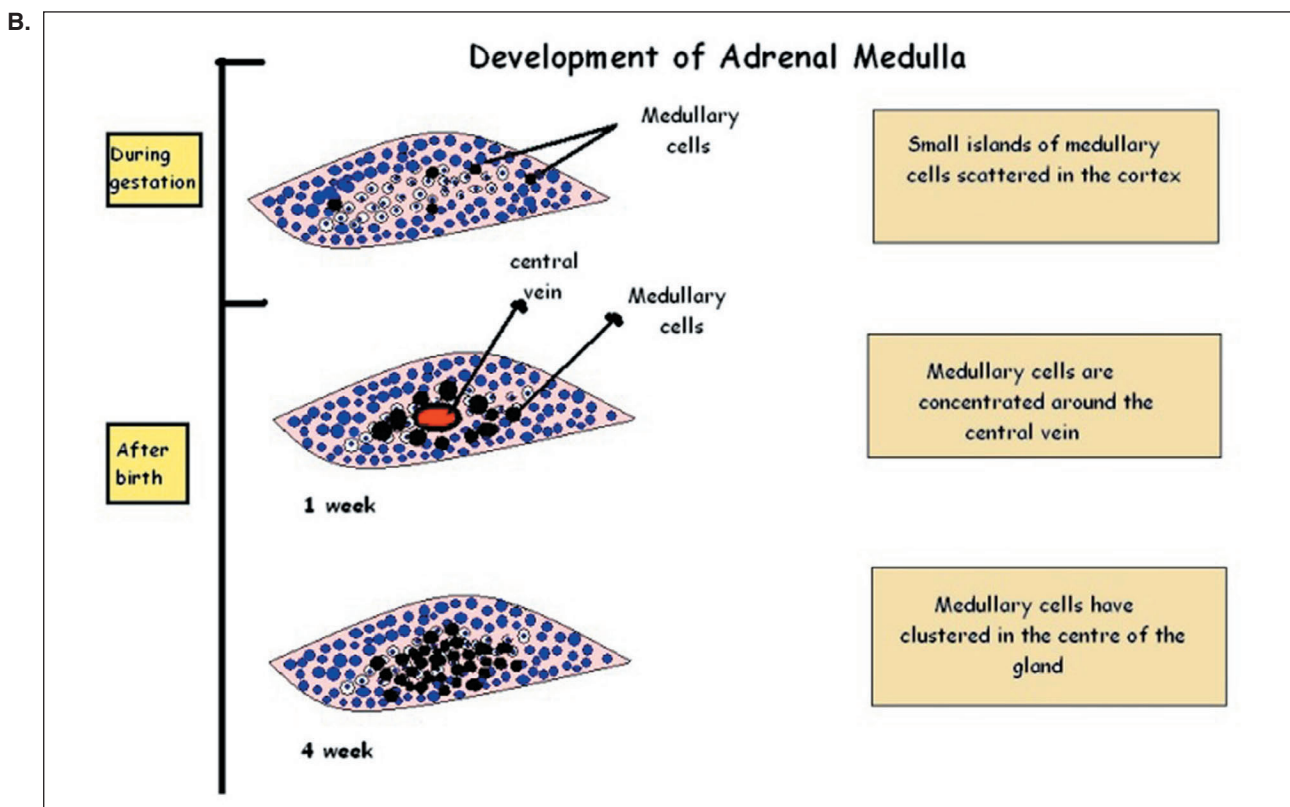 B.
Development of Adrenal Medulla
During
gestation
Medullary
cells
Small islands of medullary
cells scattered in the cortex
central
vein
Medullary
cells
After
birth
1 week
Medullary cells are
concentrated around the
central vein
4 week
Medullary cells have
clustered in the centre of the
gland